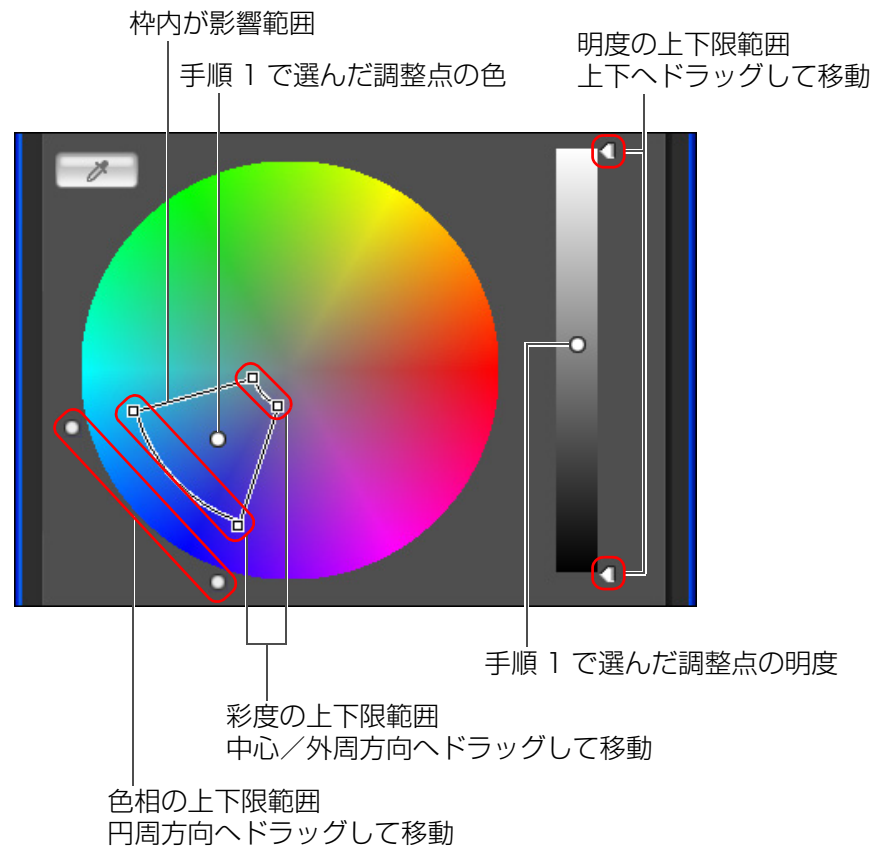 枠内が影響範囲
手順 1 で選んだ調整点の色
明度の上下限範囲
上下へドラッグして移動
手順 1 で選んだ調整点の明度
彩度の上下限範囲
中心／外周方向へドラッグして移動
色相の上下限範囲
円周方向へドラッグして移動